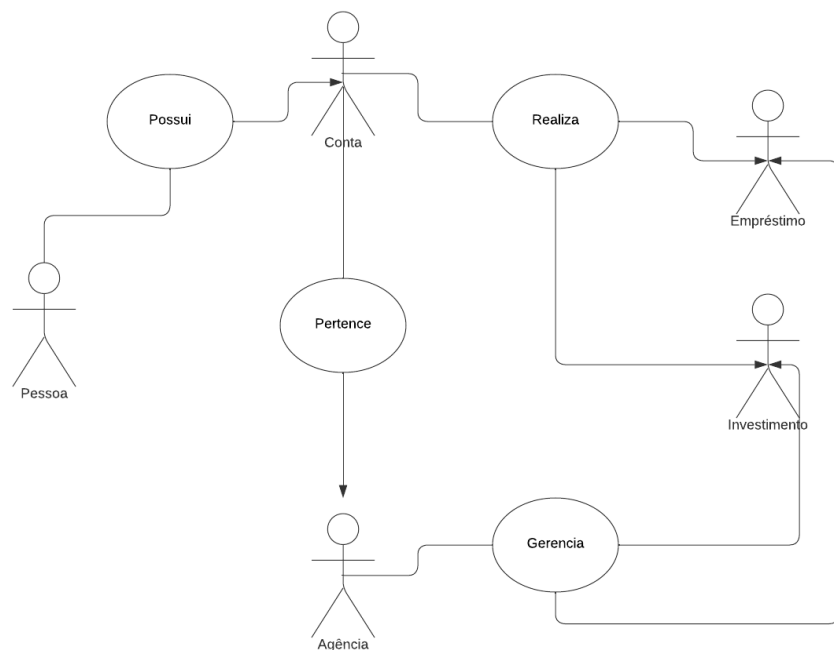 Possui
Realiza
Conta
Empréstimo
Pertence
Pessoa
Investimento
Gerencia
Agência